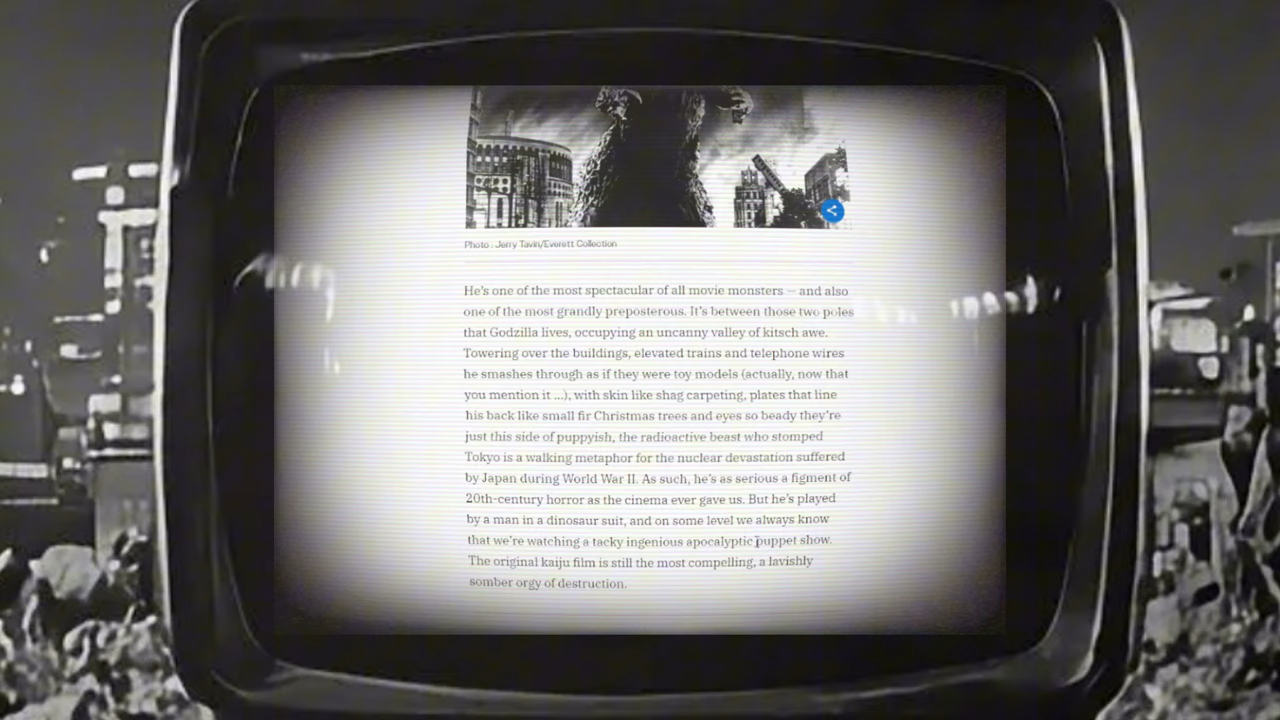 Photo : Jerry Tavin/Everett Collection
He's one of the most spectacular of all movie monsters — and also
one of the most grandly preposterous. It's between those two poles
that Godzilla lives, occupying an uncanny valley of kitsch awe.
Towering over the buildings, elevated trains and telephone wires
he smashes through as if they were toy models (actually, now that
you mention it ...), with skin like shag carpeting, plates that line
his back like small fir Christmas trees and eyes so beady they're
just this side of puppyish, the radioactive beast who stomped
Tokyo is a walking metaphor for the nuclear devastation suffered
by Japan during World War II. As such, he's as serious a figment of
20th-century horror as the cinema ever gave us. But he's played
by a man in a dinosaur suit, and on some level we always know
that we're watching a tacky ingenious apocalyptic puppet show.
The original kaiju film is still the most compelling, a lavishly
somber orgy of destruction.